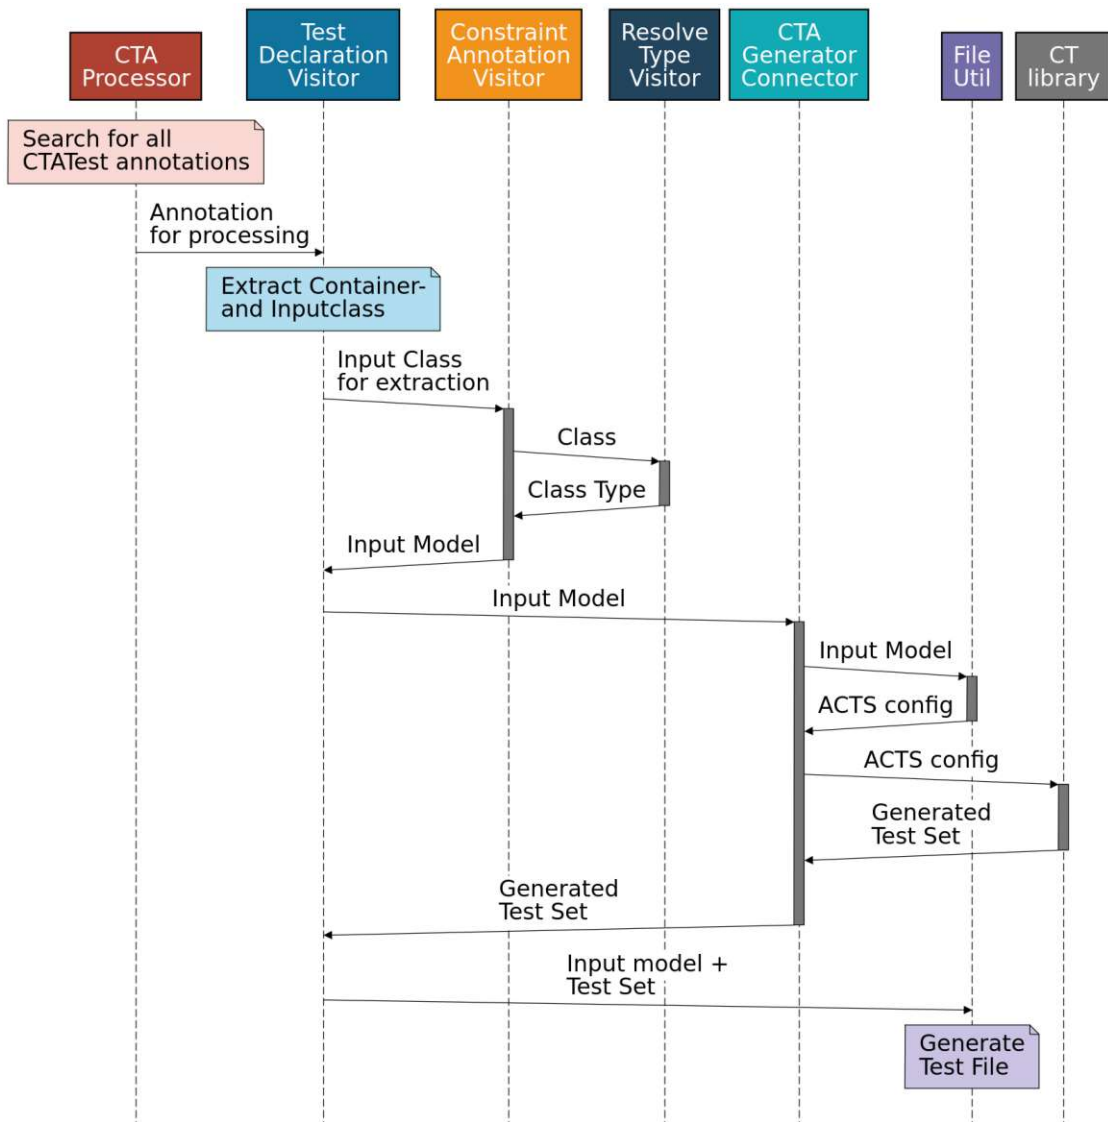 CTA
Processor
Test
Declaration
Visitor
Constraint
Annotation
Visitor
Resolve
Type
Visitor
CTA
Generator
Connector
File
Util
CT
library
Search for all
CTATest annotations
Annotation
for processing
Extract Container-
and Inputclass
Input Class
for extraction
Class
Class Type
Input Model
Input Model
Input Model
ACTS config
ACTS config
Generated
Test Set
Generated
Test Set
Input model +
Test Set
Generate
Test File